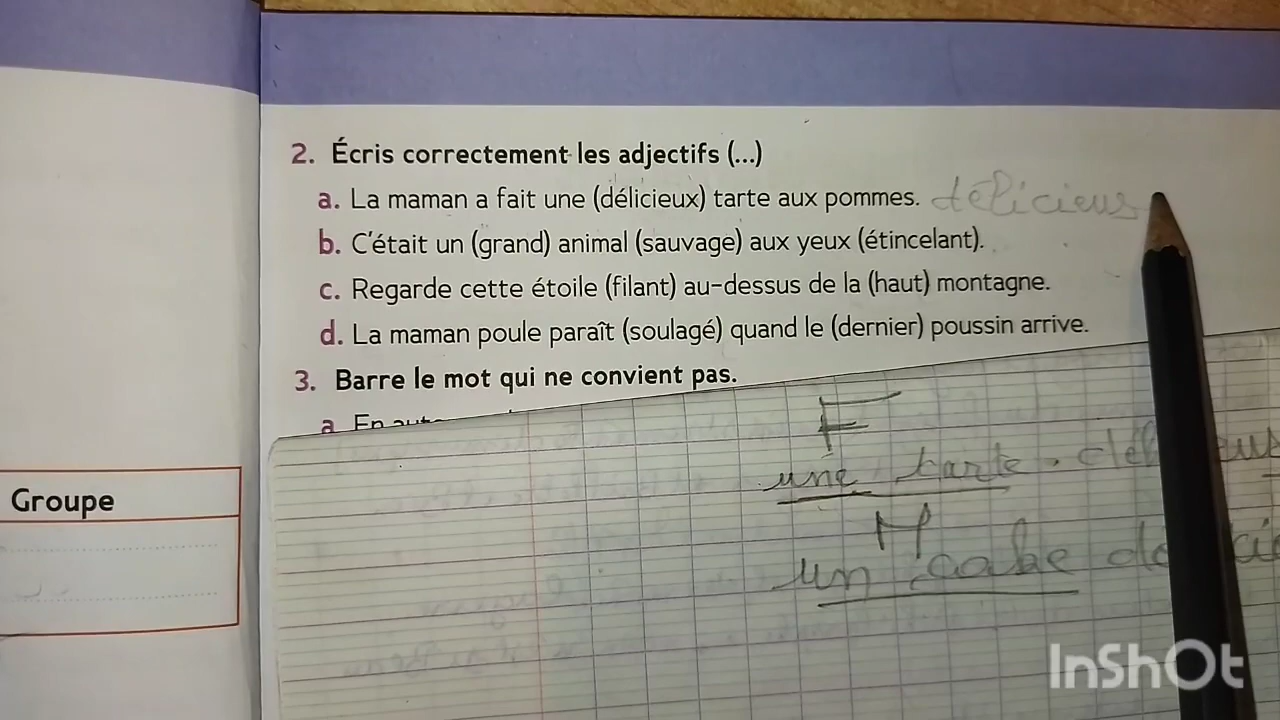 2. Écris correctement les adjectifs (...)
a. La maman a fait une (délicieux) tarte aux pommes. délicieus
b. C'était un (grand) animal (sauvage) aux yeux (étincelant).
c. Regarde cette étoile (filant) au-dessus de la (haut) montagne.
d. La maman poule paraît (soulagé) quand le (dernier) poussin arrive.
3. Barre le mot qui ne convient pas.
a. En
F
une tarte.
M
un
Groupe
InShOt